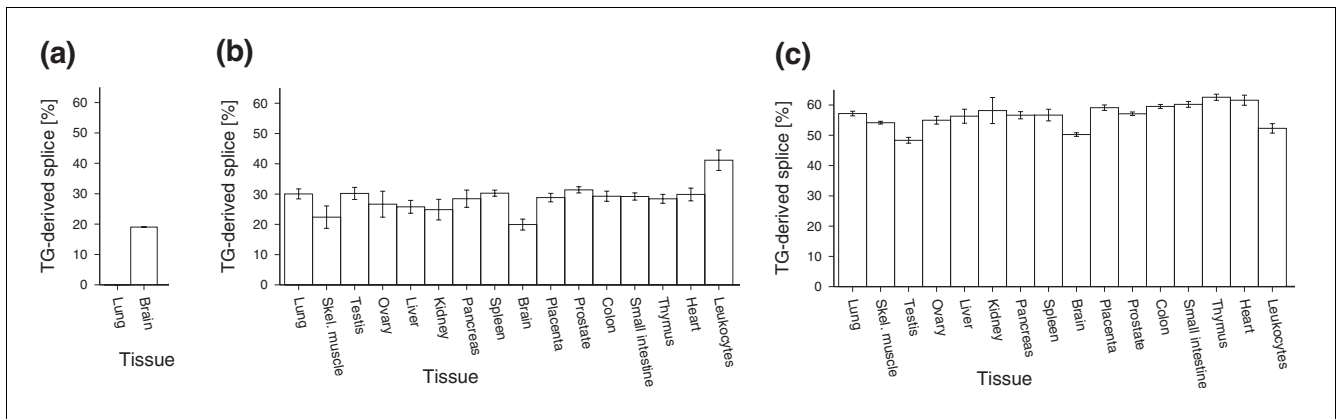 (a)
TG-derived splice [%]
60
50
40
30
20
10
0
Lung
Brain
Tissue
(b)
TG-derived splice [%]
60
50
40
30
20
10
0
Lung
Skel. muscle
Testis
Ovary
Liver
Kidney
Pancreas
Spleen
Brain
Placenta
Prostate
Colon
Small intestine
Thymus
Heart
Leukocytes
Tissue
(c)
TG-derived splice [%]
60
50
40
30
20
10
0
Lung
Skel. muscle
Testis
Ovary
Liver
Kidney
Pancreas
Spleen
Brain
Placenta
Prostate
Colon
Small intestine
Thymus
Heart
Leukocytes
Tissue